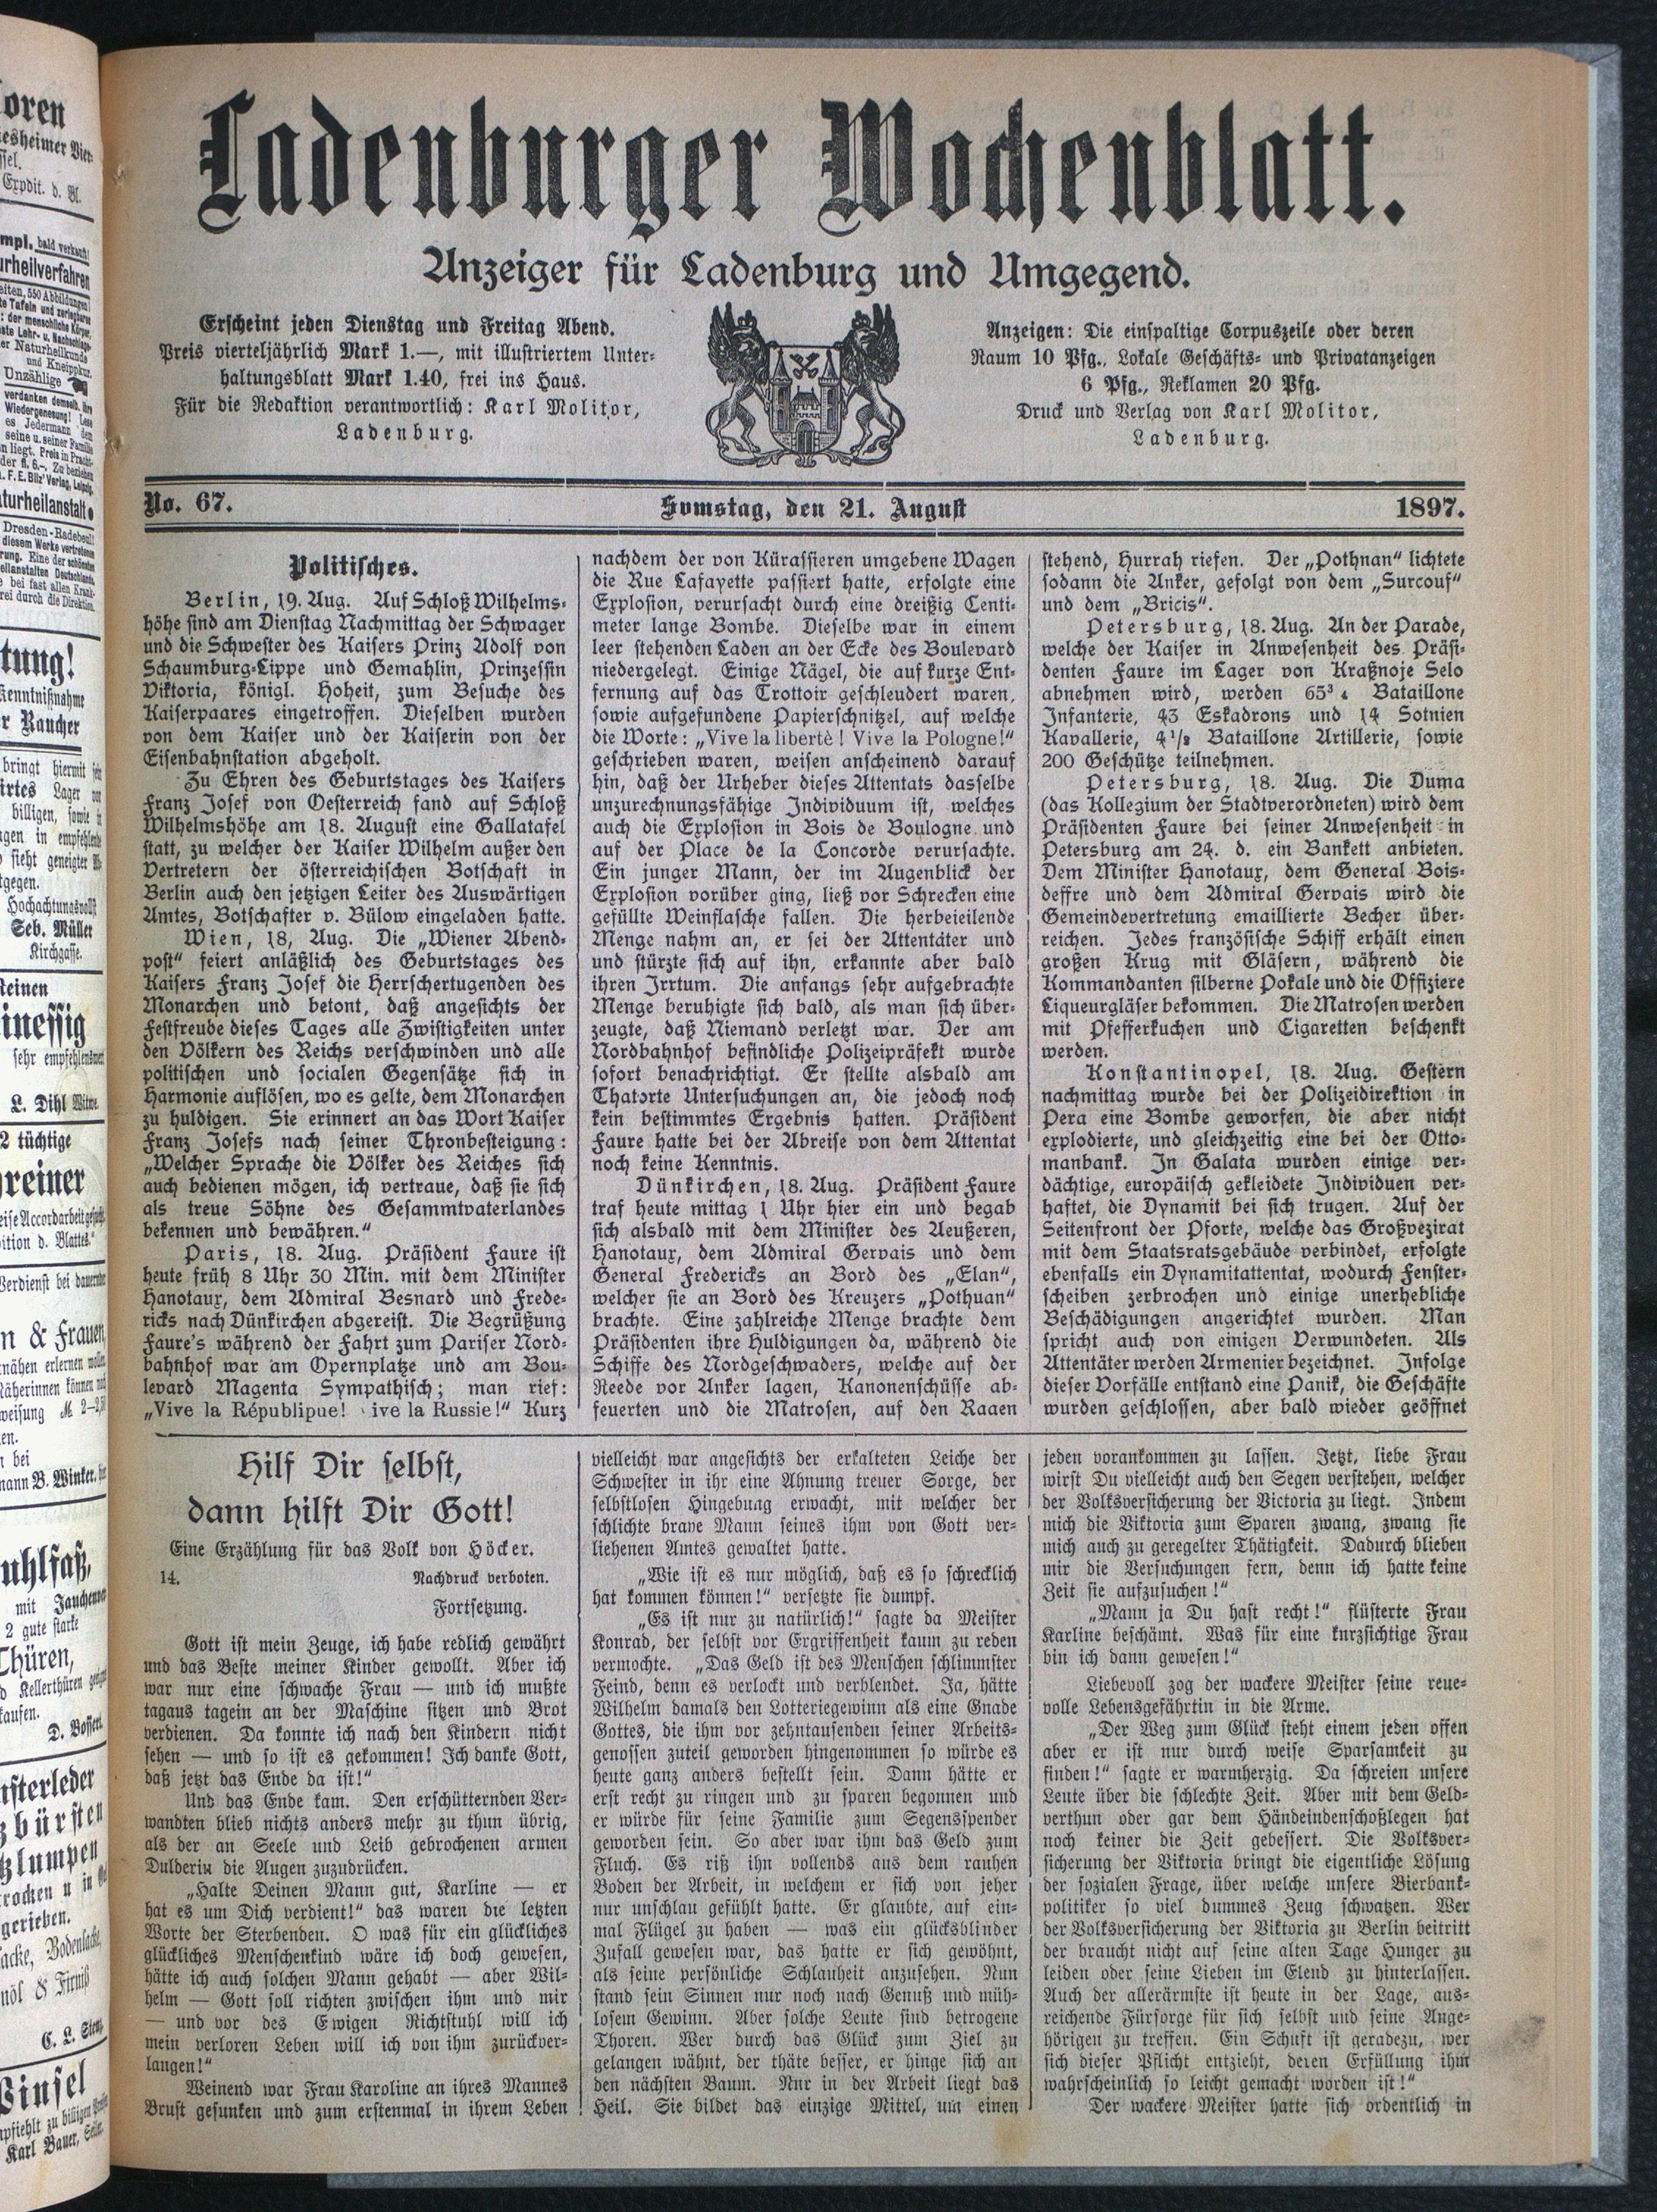 Ladenburger Wochenblatt.
Anzeiger für Ladenburg und Umgegend.
Erscheint jeden Dienstag und Freitag Abend.
Preis vierteljährlich Mark 1.—, mit illustriertem Unter-
haltungsblatt Mark 1.40, frei ins Haus.
Für die Redaktion verantwortlich: Karl Molitor,
Ladenburg.
Anzeigen: Die einspaltige Corpuszeile oder deren
Raum 10 Pfg., Lokale Geschäfts- und Privatanzeigen
6 Pfg., Reklamen 20 Pfg.
Druck und Verlag von Karl Molitor,
Ladenburg.
No. 67.
Somstag, den 21. August
1897.
Politisches.
Berlin, 19. Aug. Auf Schloß Wilhelms-
höhe sind am Dienstag Nachmittag der Schwager
und die Schwester des Kaisers Prinz Adolf von
Schaumburg-Lippe und Gemahlin, Prinzessin
Viktoria, königl. Hoheit, zum Besuche des
Kaiserpaares eingetroffen. Dieselben wurden
von dem Kaiser und der Kaiserin von der
Eisenbahnstation abgeholt.
Zu Ehren des Geburtstages des Kaisers
Franz Josef von Oesterreich fand auf Schloß
Wilhelmshöhe am 18. August eine Gallatafel
statt, zu welcher der Kaiser Wilhelm außer den
Vertretern der österreichischen Botschaft in
Berlin auch den jetzigen Leiter des Auswärtigen
Amtes, Botschafter v. Bülow eingeladen hatte.
Wien, 18, Aug. Die „Wiener Abend-
post“ feiert anläßlich des Geburtstages des
Kaisers Franz Josef die Herrschertugenden des
Monarchen und betont, daß angesichts der
Festfreude dieses Tages alle Zwistigkeiten unter
den Völkern des Reichs verschwinden und alle
politischen und socialen Gegensätze sich in
Harmonie auflösen, wo es gelte, dem Monarchen
zu huldigen. Sie erinnert an das Wort Kaiser
Franz Josefs nach seiner Thronbesteigung:
„Welcher Sprache die Völker des Reiches sich
auch bedienen mögen, ich vertraue, daß sie sich
als treue Söhne des Gesammtvaterlandes
bekennen und bewähren.“
Paris, 18. Aug. Präsident Faure ist
heute früh 8 Uhr 30 Min. mit dem Minister
Hanotaux, dem Admiral Besnard und Frede-
ricks nach Dünkirchen abgereist. Die Begrüßung
Faure's während der Fahrt zum Pariser Nord-
bahnhof war am Opernplatze und am Bou-
levard Magenta Sympathisch; man rief:
„Vive la Républipue! ive la Russie!“ Kurz
nachdem der von Kürassieren umgebene Wagen
die Rue Lafayette passiert hatte, erfolgte eine
Explosion, verursacht durch eine dreißig Centi-
meter lange Bombe. Dieselbe war in einem
leer stehenden Laden an der Ecke des Boulevard
niedergelegt. Einige Nägel, die auf kurze Ent-
fernung auf das Trottoir geschleudert waren,
sowie aufgefundene Papierschnitzel, auf welche
die Worte: „Vive la libertè! Vive la Pologne!“
geschrieben waren, weisen anscheinend darauf
hin, daß der Urheber dieses Attentats dasselbe
unzurechnungsfähige Individuum ist, welches
auch die Explosion in Bois de Boulogne und
auf der Place de la Concorde verursachte.
Ein junger Mann, der im Augenblick der
Explosion vorüber ging, ließ vor Schrecken eine
gefüllte Weinflasche fallen. Die herbeieilende
Menge nahm an, er sei der Attentäter und
und stürzte sich auf ihn, erkannte aber bald
ihren Irrtum. Die anfangs sehr aufgebrachte
Menge beruhigte sich bald, als man sich über-
zeugte, daß Niemand verletzt war. Der am
Nordbahnhof befindliche Polizeipräfekt wurde
sofort benachrichtigt. Er stellte alsbald am
Thatorte Untersuchungen an, die jedoch noch
kein bestimmtes Ergebnis hatten. Präsident
Faure hatte bei der Abreise von dem Attentat
noch keine Kenntnis.
Dünkirchen, 18. Aug. Präsident Faure
traf heute mittag 1 Uhr hier ein und begab
sich alsbald mit dem Minister des Aeußeren,
Hanotaux, dem Admiral Gervais und dem
General Fredericks an Bord des „Elan“,
welcher sie an Bord des Kreuzers „Pothuan“
brachte. Eine zahlreiche Menge brachte dem
Präsidenten ihre Huldigungen da, während die
Schiffe des Nordgeschwaders, welche auf der
Reede vor Anker lagen, Kanonenschüsse ab-
feuerten und die Matrosen, auf den Raaen
stehend, Hurrah riefen. Der „Pothnan“ lichtete
sodann die Anker, gefolgt von dem „Surcouf“
und dem „Bricis“.
Petersburg, 18. Aug. An der Parade,
welche der Kaiser in Anwesenheit des Präsi-
denten Faure im Lager von Kraßnoje Selo
abnehmen wird, werden 65³ 4 Bataillone
Infanterie, 43 Eskadrons und 14 Sotnien
Kavallerie, 4¹/₈ Bataillone Artillerie, sowie
200 Geschütze teilnehmen.
Petersburg, 18. Aug. Die Duma
(das Kollegium der Stadtverordneten) wird dem
Präsidenten Faure bei seiner Anwesenheit in
Petersburg am 24. d. ein Bankett anbieten.
Dem Minister Hanotaux, dem General Bois-
deffre und dem Admiral Gervais wird die
Gemeindevertretung emaillierte Becher über-
reichen. Jedes französische Schiff erhält einen
großen Krug mit Gläsern, während die
Kommandanten silberne Pokale und die Offiziere
Liqueurgläser bekommen. Die Matrosen werden
mit Pfefferkuchen und Cigaretten beschenkt
werden.
Konstantinopel, 18. Aug. Gestern
nachmittag wurde bei der Polizeidirektion in
Pera eine Bombe geworfen, die aber nicht
explodierte, und gleichzeitig eine bei der Otto-
manbank. In Galata wurden einige ver-
dächtige, europäisch gekleidete Individuen ver-
haftet, die Dynamit bei sich trugen. Auf der
Seitenfront der Pforte, welche das Großvezirat
mit dem Staatsratsgebäude verbindet, erfolgte
ebenfalls ein Dynamitattentat, wodurch Fenster-
scheiben zerbrochen und einige unerhebliche
Beschädigungen angerichtet wurden. Man
spricht auch von einigen Verwundeten. Als
Attentäter werden Armenier bezeichnet. Infolge
dieser Vorfälle entstand eine Panik, die Geschäfte
wurden geschlossen, aber bald wieder geöffnet
Hilf Dir selbst,
dann hilft Dir Gott!
Eine Erzählung für das Volk von Höcker.
14. Nachdruck verboten.
Fortsetzung.
Gott ist mein Zeuge, ich habe redlich gewährt
und das Beste meiner Kinder gewollt. Aber ich
war nur eine schwache Frau — und ich mußte
tagaus tagein an der Maschine sitzen und Brot
verdienen. Da konnte ich nach den Kindern nicht
sehen — und so ist es gekommen! Ich danke Gott,
daß jetzt das Ende da ist!“
Und das Ende kam. Den erschütternden Ver-
wandten blieb nichts anders mehr zu thun übrig,
als der an Seele und Leib gebrochenen armen
Dulderin die Augen zuzudrücken.
„Halte Deinen Mann gut, Karline — er
hat es um Dich verdient!“ das waren die letzten
Worte der Sterbenden. O was für ein glückliches
glückliches Menschenkind wäre ich doch gewesen,
hätte ich auch solchen Mann gehabt — aber Wil-
helm — Gott soll richten zwischen ihm und mir
— und vor des Ewigen Richtstuhl will ich
mein verloren Leben will ich von ihm zurückver-
langen!“
Weinend war Frau Karoline an ihres Mannes
Brust gesunken und zum erstenmal in ihrem Leben
vielleicht war angesichts der erkalteten Leiche der
Schwester in ihr eine Ahnung treuer Sorge, der
selbstlosen Hingebung erwacht, mit welcher der
schlichte brave Mann seines ihm von Gott ver-
liehenen Amtes gewaltet hatte.
„Wie ist es nur möglich, daß es so schrecklich
hat kommen können!“ versetzte sie dumpf.
„Es ist nur zu natürlich!“ sagte da Meister
Konrad, der selbst vor Ergriffenheit kaum zu reden
vermochte. „Das Geld ist des Menschen schlimmster
Feind, denn es verlockt und verblendet. Ja, hätte
Wilhelm damals den Lotteriegewinn als eine Gnade
Gottes, die ihm vor zehntausenden seiner Arbeits-
genossen zuteil geworden hingenommen so würde es
heute ganz anders bestellt sein. Dann hätte er
erst recht zu ringen und zu sparen begonnen und
er würde für seine Familie zum Segensspender
geworden sein. So aber war ihm das Geld zum
Fluch. Es riß ihn vollends aus dem rauhen
Boden der Arbeit, in welchem er sich von jeher
nur unschlau gefühlt hatte. Er glaubte, auf ein-
mal Flügel zu haben — was ein glücksblinder
Zufall gewesen war, das hatte er sich gewöhnt,
als seine persönliche Schlauheit anzusehen. Nun
stand sein Sinnen nur noch nach Genuß und müh-
losem Gewinn. Aber solche Leute sind betrogene
Thoren. Wer durch das Glück zum Ziel zu
gelangen wähnt, der thäte besser, er hinge sich an
den nächsten Baum. Nur in der Arbeit liegt das
Heil. Sie bildet das einzige Mittel, um einen
jeden vorankommen zu lassen. Jetzt, liebe Frau
wirst Du vielleicht auch den Segen verstehen, welcher
der Volksversicherung der Victoria zu liegt. Indem
mich die Viktoria zum Sparen zwang, zwang sie
mich auch zu geregelter Thätigkeit. Dadurch blieben
mir die Versuchungen fern, denn ich hatte keine
Zeit sie aufzusuchen!“
„Mann ja Du hast recht!“ flüsterte Frau
Karline beschämt. Was für eine kurzsichtige Frau
bin ich dann gewesen!“
Liebevoll zog der wackere Meister seine reue-
volle Lebensgefährtin in die Arme.
„Der Weg zum Glück steht einem jeden offen
aber er ist nur durch weise Sparsamkeit zu
finden!“ sagte er warmherzig. Da schreien unsere
Leute über die schlechte Zeit. Aber mit dem Geld-
verthun oder gar dem Händeindenschoßlegen hat
noch keiner die Zeit gebessert. Die Volksver-
sicherung der Viktoria bringt die eigentliche Lösung
der sozialen Frage, über welche unsere Bierbank-
politiker so viel dummes Zeug schwatzen. Wer
der Volksversicherung der Viktoria zu Berlin beitritt
der braucht nicht auf seine alten Tage Hunger zu
leiden oder seine Lieben im Elend zu hinterlassen.
Auch der allerärmste ist heute in der Lage, aus-
reichende Fürsorge für sich selbst und seine Ange-
hörigen zu treffen. Ein Schuft ist geradezu, wer
sich dieser Pflicht entzieht, deren Erfüllung ihm
wahrscheinlich so leicht gemacht worden ist!“
Der wackere Meister hatte sich ordentlich in